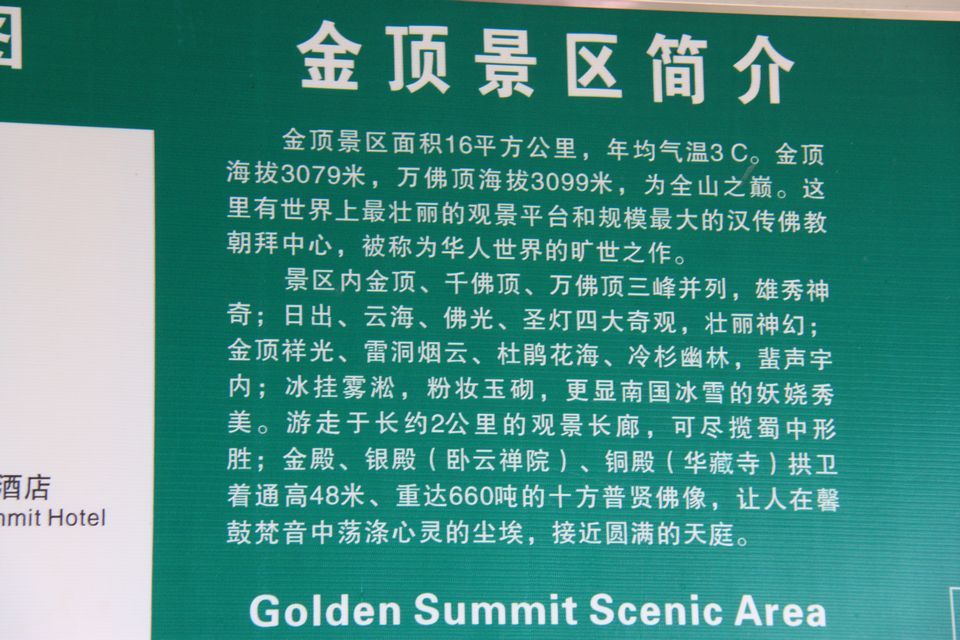 图
金顶景区简介
金顶景区面积16平方公里，年均气温3 C。金顶
海拔3079米，万佛顶海拔3099米，为全山之巅。这
里有世界上最壮丽的观景平台和规模最大的汉传佛教
朝拜中心，被称为华人世界的旷世之作。
景区内金顶、千佛顶、万佛顶三峰并列，雄秀神
奇；日出、云海、佛光、圣灯四大奇观，壮丽神幻；
金顶祥光、雷洞烟云、杜鹃花海、冷杉幽林，蜚声宇
内；冰挂雾淞，粉妆玉砌，更显南国冰雪的妖娆秀
美。游走于长约2公里的观景长廊，可尽揽蜀中形
胜；金殿、银殿（卧云禅院）、铜殿（华藏寺）拱卫
着通高48米、重达660吨的十方普贤佛像，让人在馨
鼓梵音中荡涤心灵的尘埃，接近圆满的天庭。
酒店
mmit Hotel
Golden Summit Scenic Area